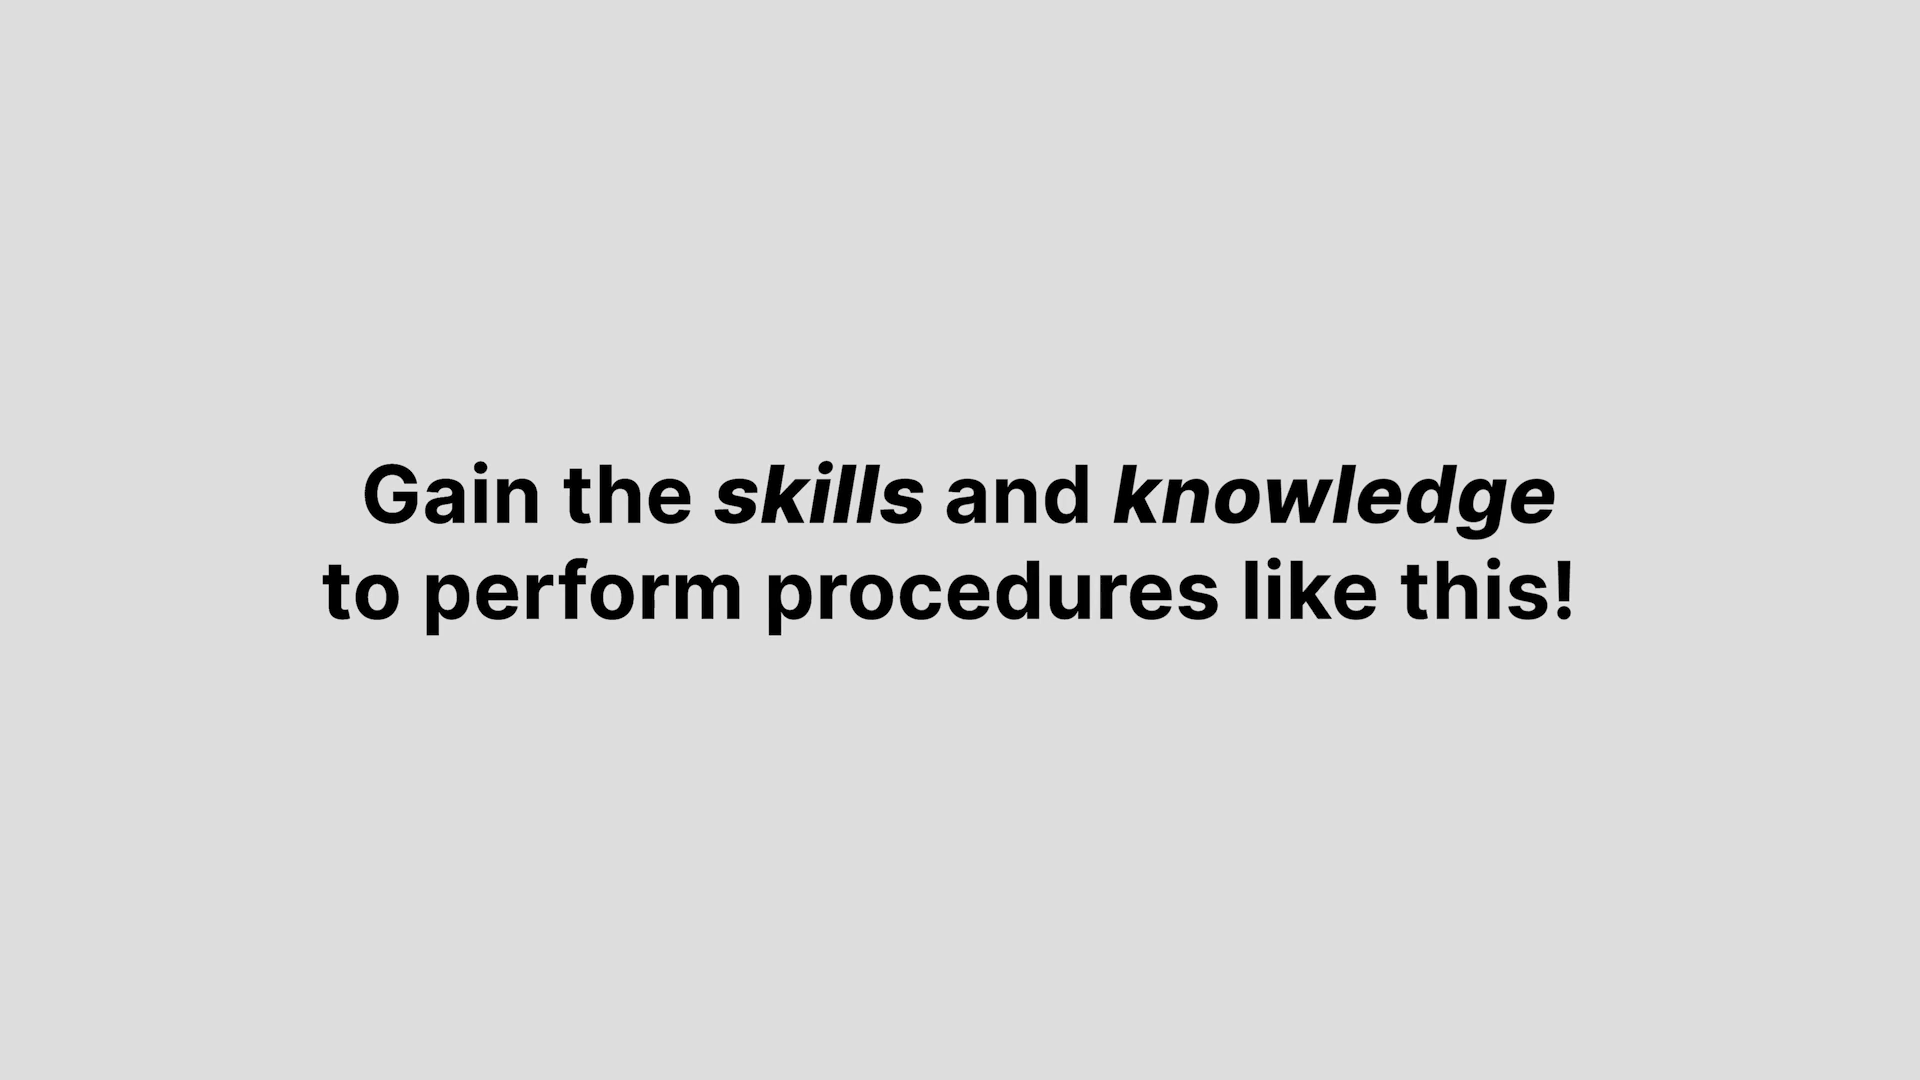 Gain the skills and knowledge
to perform procedures like this!